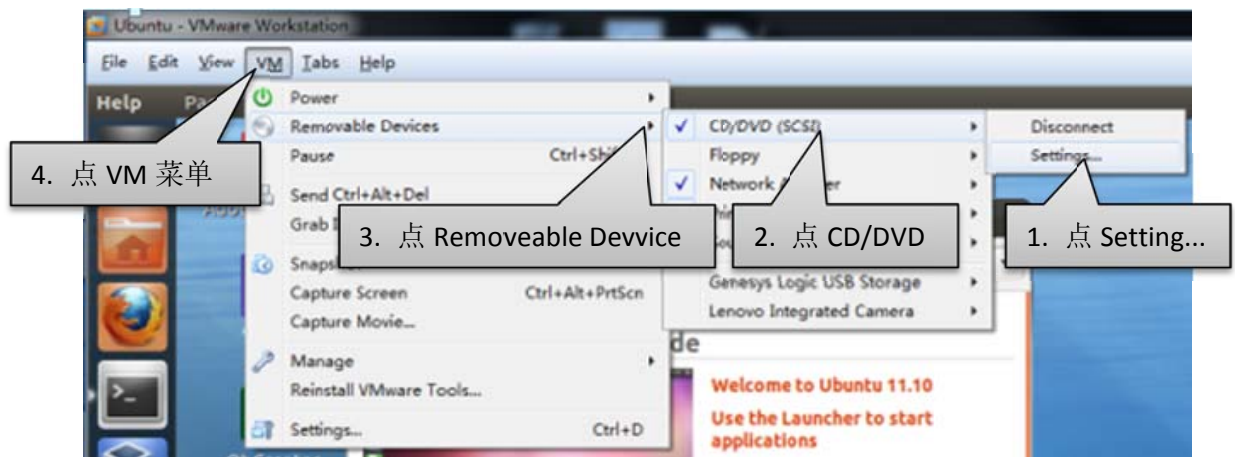 Ubuntu - VMware Workstation
File Edit View VM Tabs Help
Help
Power
Removable Devices
Pause
Send Ctrl+Alt+Del
Capture Screen Ctrl+Alt+PrtScn
Capture Movie...
Manage
Reinstall VMware Tools...
Settings... Ctrl+D
CD/DVD (SCSI)
Floppy
Network
Genesys Logic USB Storage
Lenovo Integrated Camera
Disconnect
Settings...
4. 点 VM 菜单
3. 点 Removeable Devvice
2. 点 CD/DVD
1. 点 Setting...
Welcome to Ubuntu 11.10
Use the Launcher to start
applications